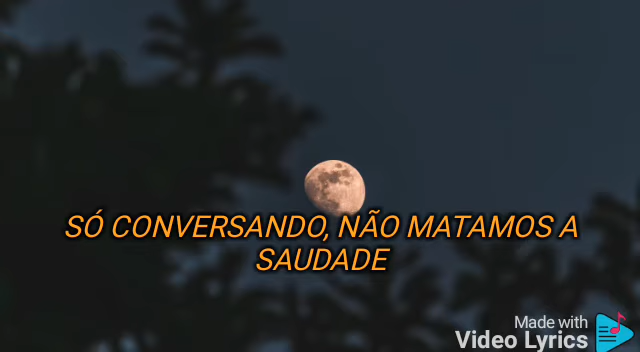 SÓ CONVERSANDO, NÃO MATAMOS A
SAUDADE
Made with
Video Lyrics